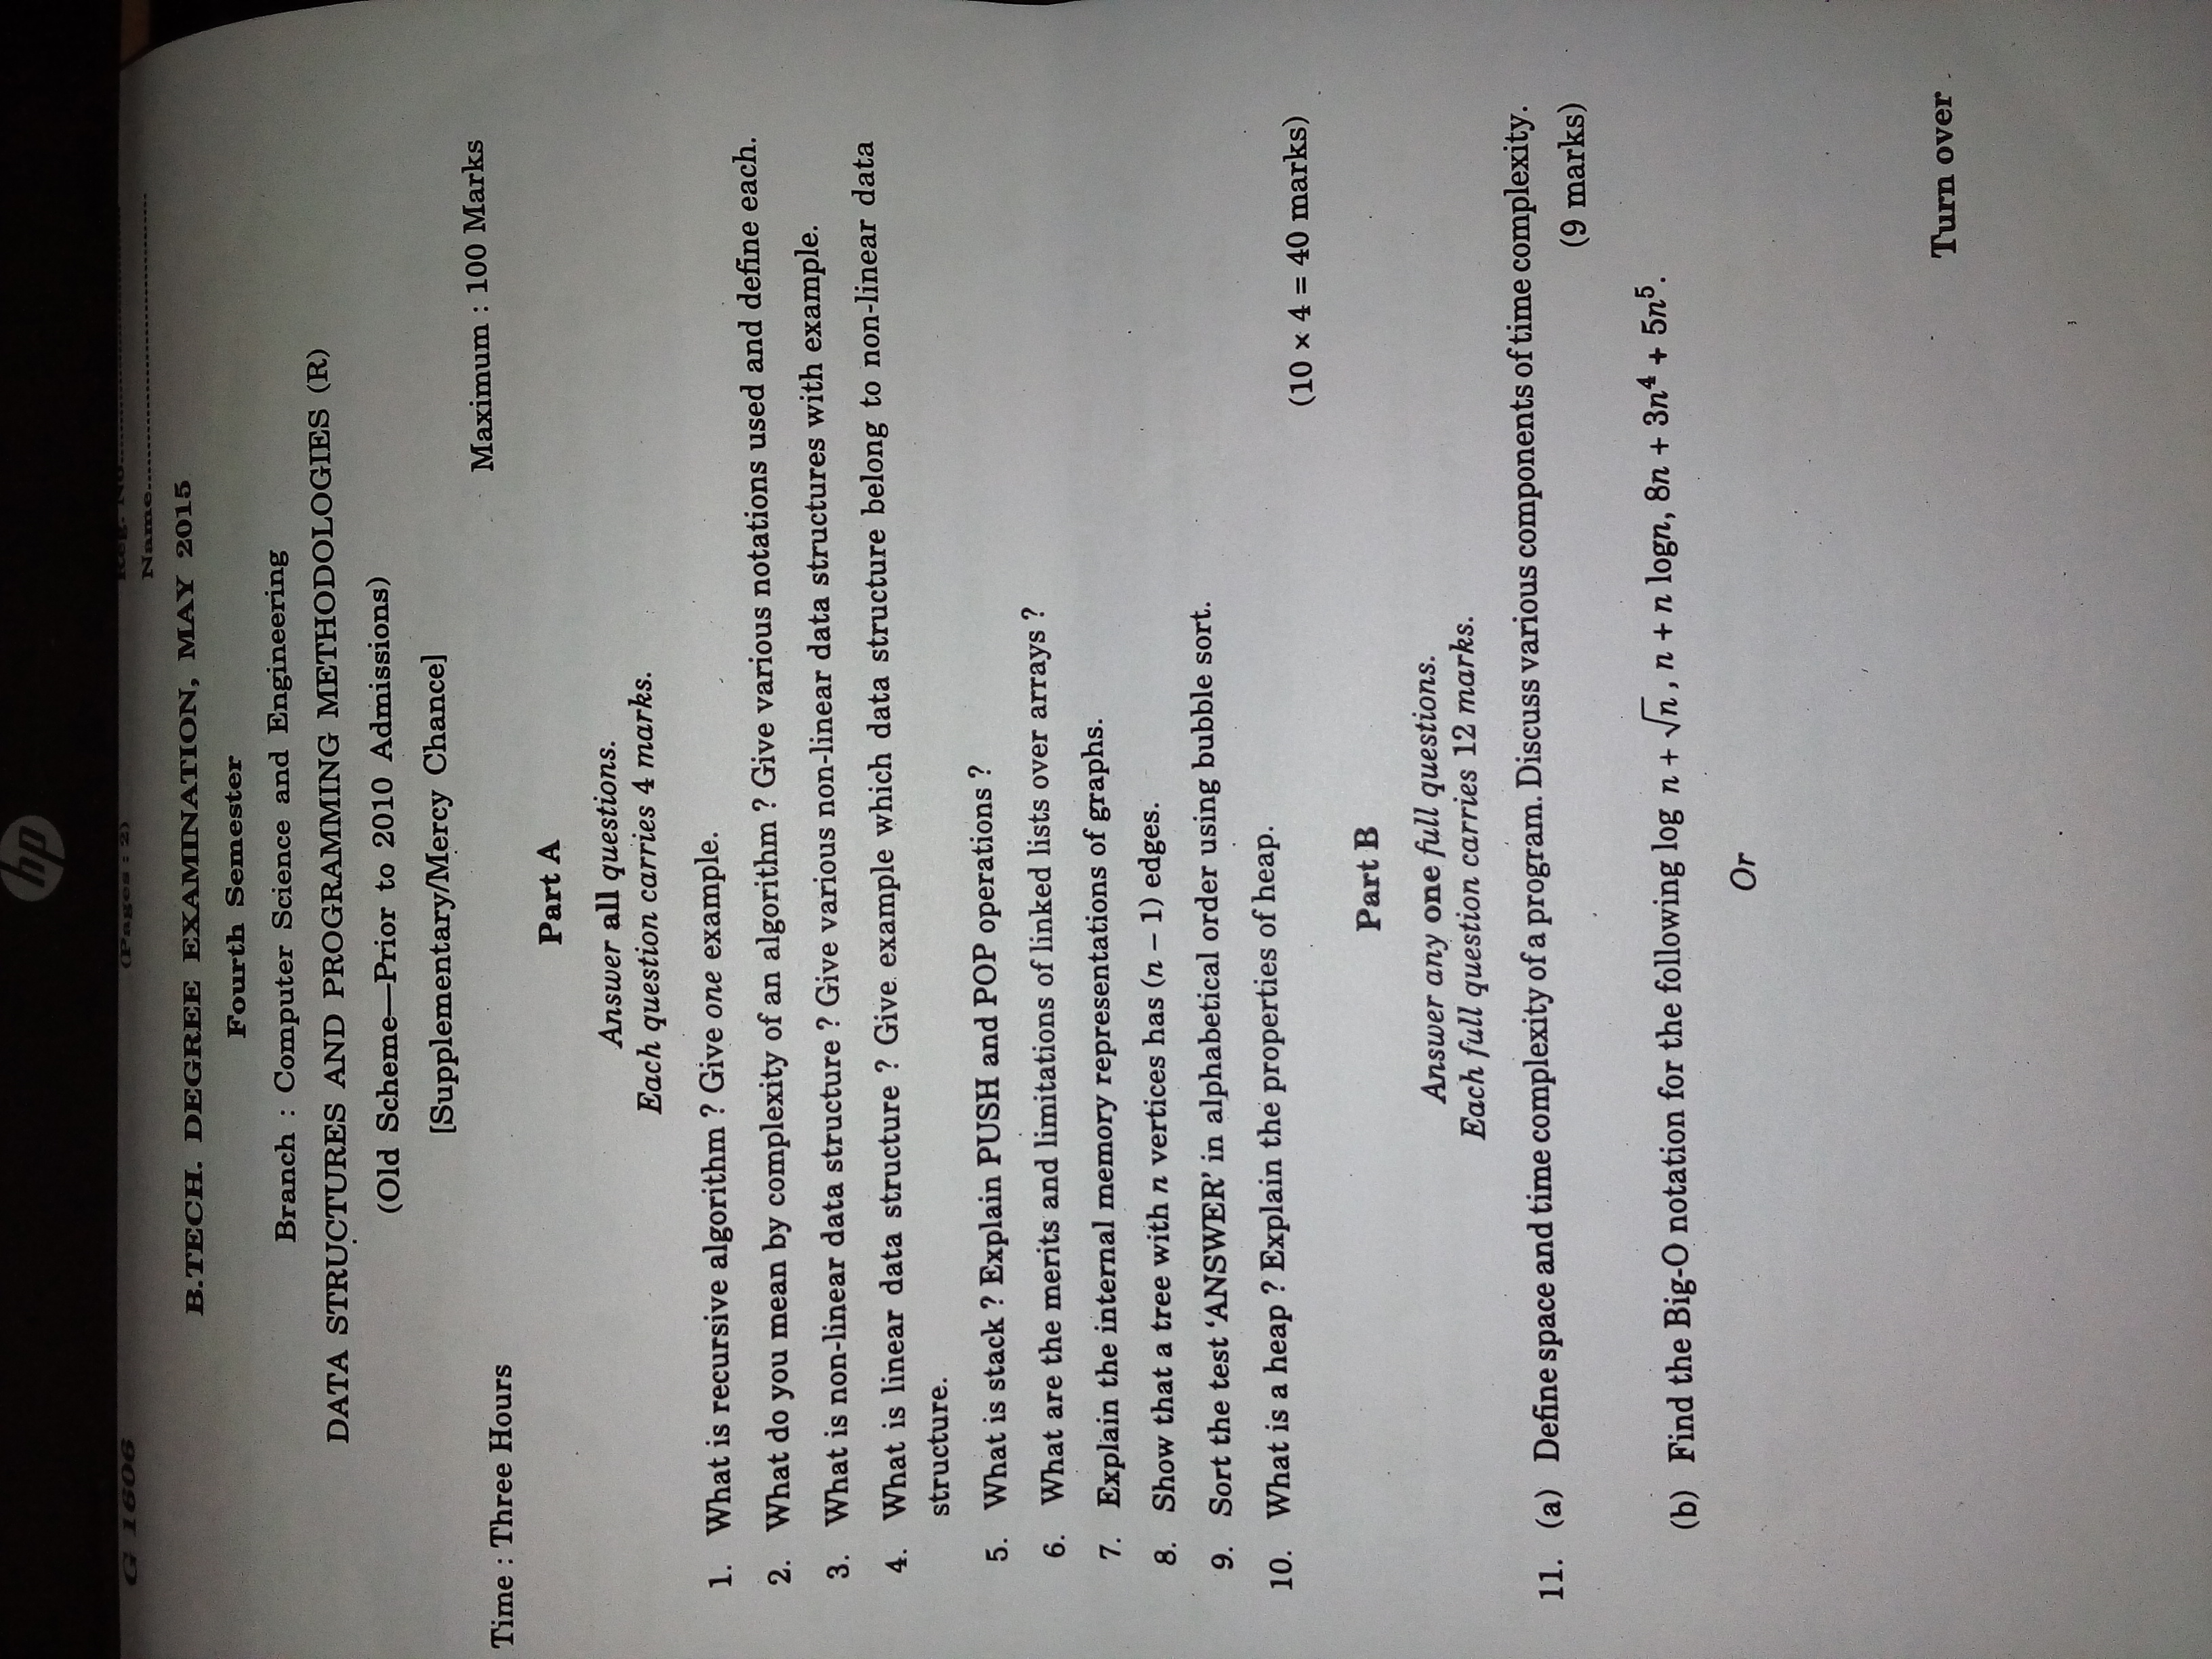 hp
G 1606
(Pages : 2)
Reg. No..............................
Name..............................
B.TECH. DEGREE EXAMINATION, MAY 2015
Fourth Semester
Branch : Computer Science and Engineering
DATA STRUCTURES AND PROGRAMMING METHODOLOGIES (R)
(Old Scheme—Prior to 2010 Admissions)
[Supplementary/Mercy Chance]
Time : Three Hours
Maximum : 100 Marks
Part A
Answer all questions.
Each question carries 4 marks.
1. What is recursive algorithm ? Give one example.
2. What do you mean by complexity of an algorithm ? Give various notations used and define each.
3. What is non-linear data structure ? Give various non-linear data structures with example.
4. What is linear data structure ? Give example which data structure belong to non-linear data
structure.
5. What is stack ? Explain PUSH and POP operations ?
6. What are the merits and limitations of linked lists over arrays ?
7. Explain the internal memory representations of graphs.
8. Show that a tree with n vertices has (n – 1) edges.
9. Sort the test ‘ANSWER’ in alphabetical order using bubble sort.
10. What is a heap ? Explain the properties of heap.
(10 × 4 = 40 marks)
Part B
Answer any one full questions.
Each full question carries 12 marks.
11. (a) Define space and time complexity of a program. Discuss various components of time complexity.
(9 marks)
(b) Find the Big-O notation for the following log n + √n, n + n logn, 8n + 3n⁴ + 5n⁵.
Or
Turn over